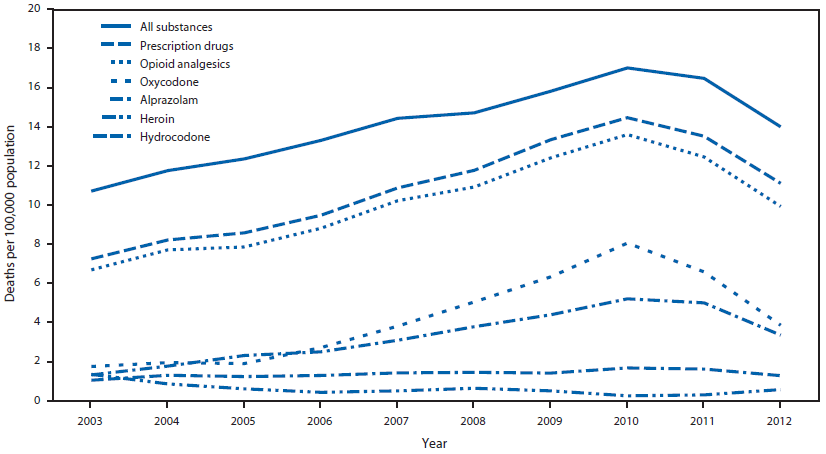 20
18
16
14
12
10
8
6
4
2
0
Deaths per 100,000 population
All substances
Prescription drugs
Opioid analgesics
Oxycodone
Alprazolam
Heroin
Hydrocodone
2003 2004 2005 2006 2007 2008 2009 2010 2011 2012
Year